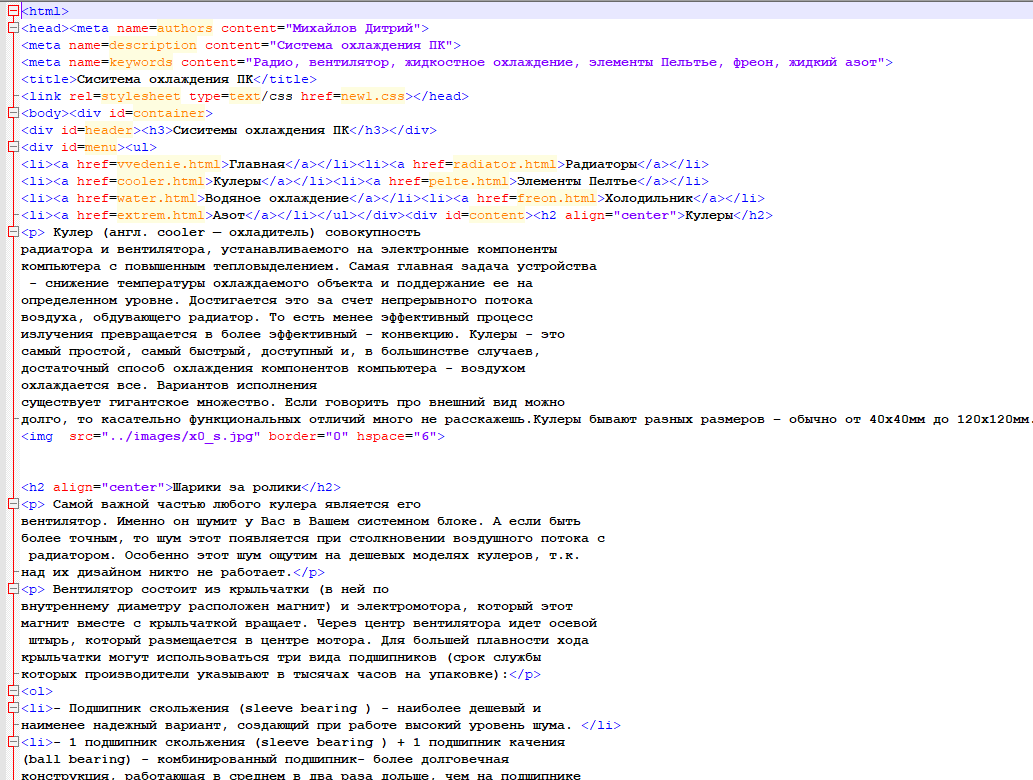 <html>
<head><meta name=authors content="Михайлов Дитрий">
<meta name=description content="Система охлаждения ПК">
<meta name=keywords content="Радио, вентилятор, жидкостное охлаждение, элементы Пельтье, фреон, жидкий азот">
<title>Сиситема охлаждения ПК</title>
<link rel=stylesheet type=text/css href=new1.css></head>
<body><div id=container>
<div id=header><h3>Сиситемы охлаждения ПК</h3></div>
<div id=menu><ul>
<li><a href=vvedenie.html>Главная</a></li><li><a href=radiator.html>Радиаторы</a></li>
<li><a href=cooler.html>Кулеры</a></li><li><a href=pelte.html>Элементы Пелтье</a></li>
<li><a href=water.html>Водяное охлаждение</a></li><li><a href=freon.html>Холодильник</a></li>
<li><a href=extrem.html>Азот</a></li></ul></div><div id=content><h2 align="center">Кулеры</h2>
<p> Кулер (англ. cooler — охладитель) совокупность
радиатора и вентилятора, устанавливаемого на электронные компоненты
компьютера с повышенным тепловыделением. Самая главная задача устройства
- снижение температуры охлаждаемого объекта и поддержание ее на
определенном уровне. Достигается это за счет непрерывного потока
воздуха, обдувающего радиатор. То есть менее эффективный процесс
излучения превращается в более эффективный - конвекцию. Кулеры - это
самый простой, самый быстрый, доступный и, в большинстве случаев,
достаточный способ охлаждения компонентов компьютера - воздухом
охлаждается все. Вариантов исполнения
существует гигантское множество. Если говорить про внешний вид можно
долго, то касательно функциональных отличий много не расскажешь.Кулеры бывают разных размеров – обычно от 40х40мм до 120х120мм.
<img  src="../images/x0_s.jpg" border="0" hspace="6">
<h2 align="center">Шарики за ролики</h2>
<p> Самой важной частью любого кулера является его
вентилятор. Именно он шумит у Вас в Вашем системном блоке. А если быть
более точным, то шум этот появляется при столкновении воздушного потока с
радиатором. Особенно этот шум ощутим на дешевых моделях кулеров, т.к.
над их дизайном никто не работает.</p>
<p> Вентилятор состоит из крыльчатки (в ней по
внутреннему диаметру расположен магнит) и электромотора, который этот
магнит вместе с крыльчаткой вращает. Через центр вентилятора идет осевой
штырь, который размещается в центре мотора. Для большей плавности хода
крыльчатки могут использоваться три вида подшипников (срок службы
которых производители указывают в тысячах часов на упаковке):</p>
<ol>
<li>- Подшипник скольжения (sleeve bearing ) - наиболее дешевый и
наименее надежный вариант, создающий при работе высокий уровень шума. </li>
<li>- 1 подшипник скольжения (sleeve bearing ) + 1 подшипник качения
(ball bearing) - комбинированный подшипник- более долговечная
конструкция, работающая в среднем в два раза дольше, чем на подшипнике